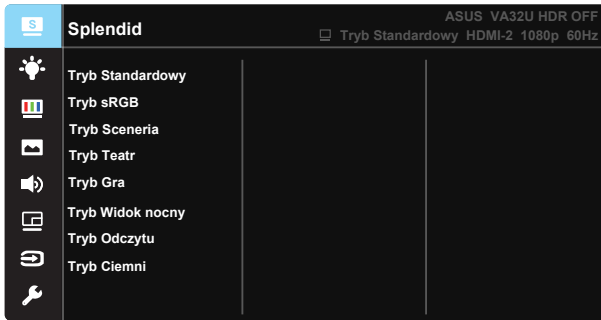 S
Splendid
ASUS VA32U HDR OFF
Tryb Standardowy HDMI-2 1080p 60Hz
Tryb Standardowy
Tryb sRGB
Tryb Sceneria
Tryb Teatr
Tryb Gra
Tryb Widok nocny
Tryb Odczytu
Tryb Ciemni